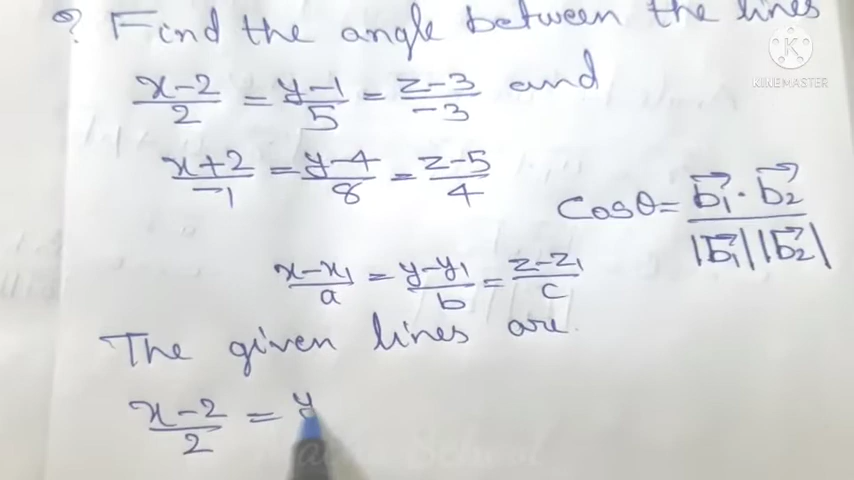 ? Find the angle between the lines
x-2/2 = y-1/5 = z-3/-3 and
x+2/-1 = y-4/8 = z-5/4
Cosθ = b₁⃗ · b₂⃗ / |b₁⃗| |b₂⃗|
x-x₁/a = y-y₁/b = z-z₁/c
The given lines are
x-2/2 = y
KINEMASTER